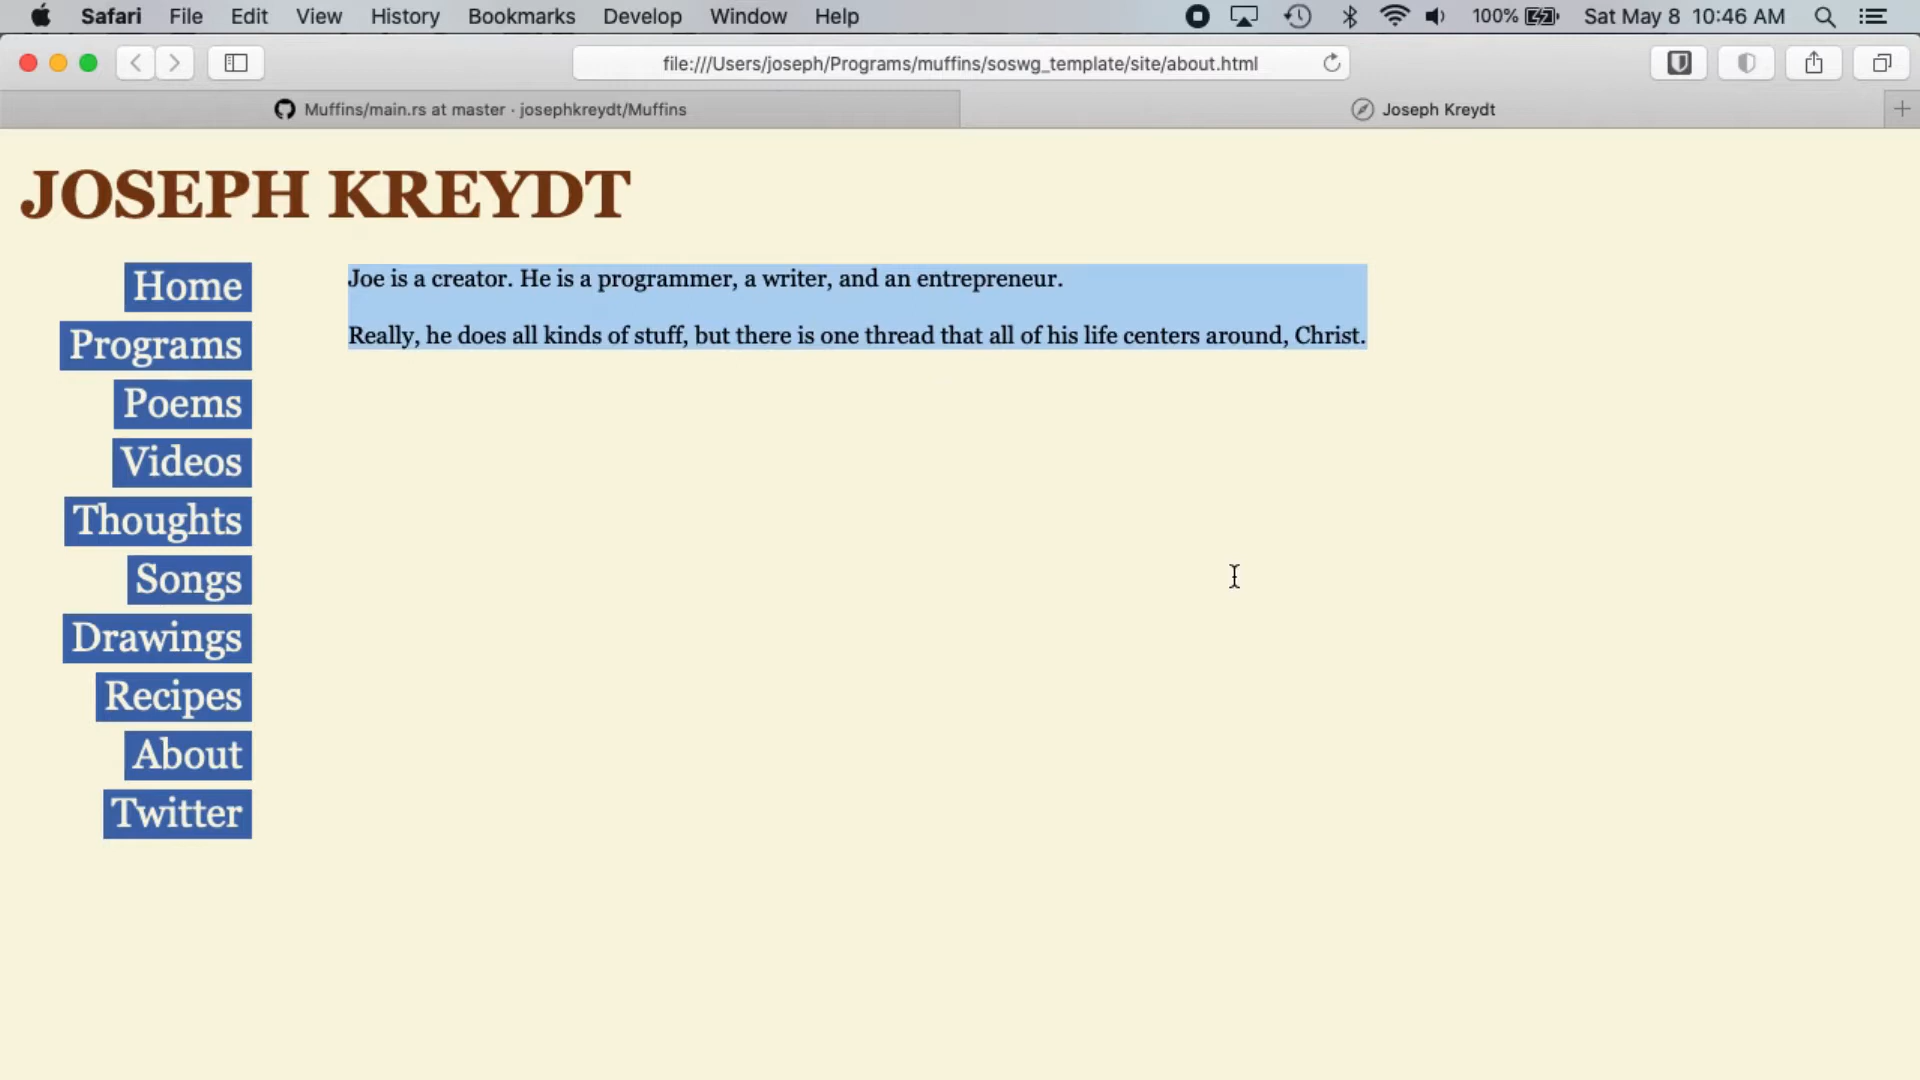 Safari File Edit View History Bookmarks Develop Window Help 100% Sat May 8 10:46 AM
file:///Users/joseph/Programs/muffins/soswg_template/site/about.html
Muffins/main.rs at master · josephkreydt/Muffins
Joseph Kreydt
JOSEPH KREYDT
Home
Programs
Poems
Videos
Thoughts
Songs
Drawings
Recipes
About
Twitter
Joe is a creator. He is a programmer, a writer, and an entrepreneur.
Really, he does all kinds of stuff, but there is one thread that all of his life centers around, Christ.